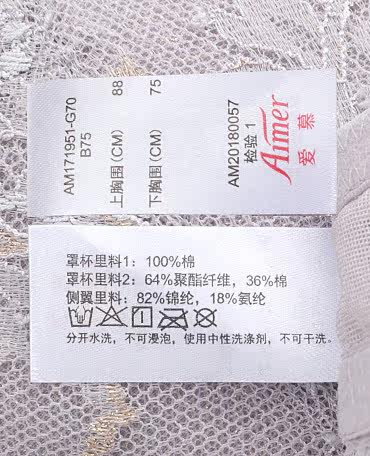 AM171951-G70
B75
上胸围(CM) 88
下胸围(CM) 75
AM20180057
检验 1
Aimer
爱慕
罩杯里料1: 100%棉
罩杯里料2: 64%聚酯纤维, 36%棉
侧翼里料: 82%锦纶, 18%氨纶
分开水洗, 不可浸泡, 使用中性洗涤剂, 不可干洗.